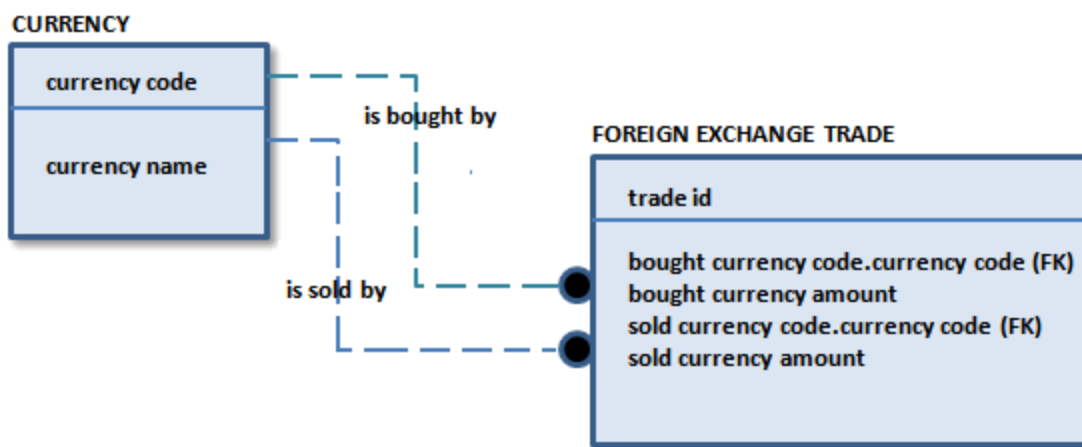 CURRENCY
currency code
currency name
is bought by
is sold by
FOREIGN EXCHANGE TRADE
trade id
bought currency code.currency code (FK)
bought currency amount
sold currency code.currency code (FK)
sold currency amount